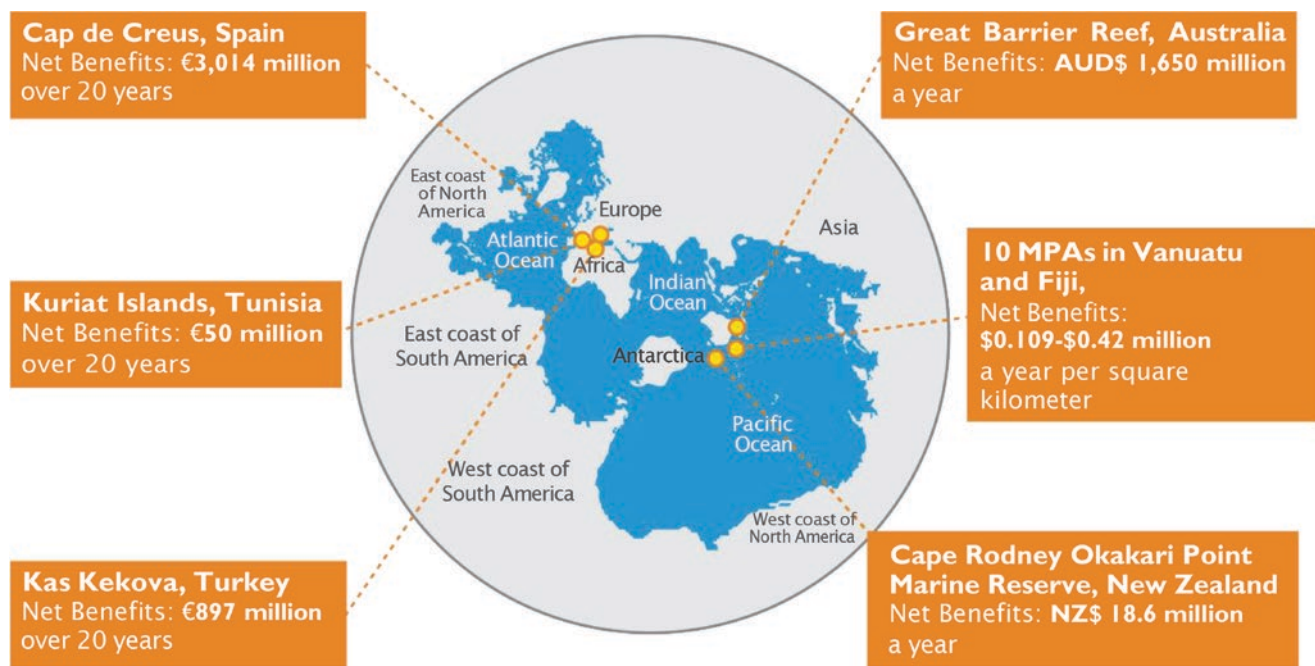 Cap de Creus, Spain
Net Benefits: €3,014 million
over 20 years
Great Barrier Reef, Australia
Net Benefits: AUD$ 1,650 million
a year
East coast
of North
America
Europe
Asia
Atlantic
Ocean
Africa
Indian
Ocean
10 MPAs in Vanuatu
and Fiji,
Net Benefits:
$0.109-$0.42 million
a year per square
kilometer
Kuriat Islands, Tunisia
Net Benefits: €50 million
over 20 years
East coast of
South America
Antarctica
Pacific
Ocean
West coast of
South America
West coast of
North America
Kas Kekova, Turkey
Net Benefits: €897 million
over 20 years
Cape Rodney Okakari Point
Marine Reserve, New Zealand
Net Benefits: NZ$ 18.6 million
a year